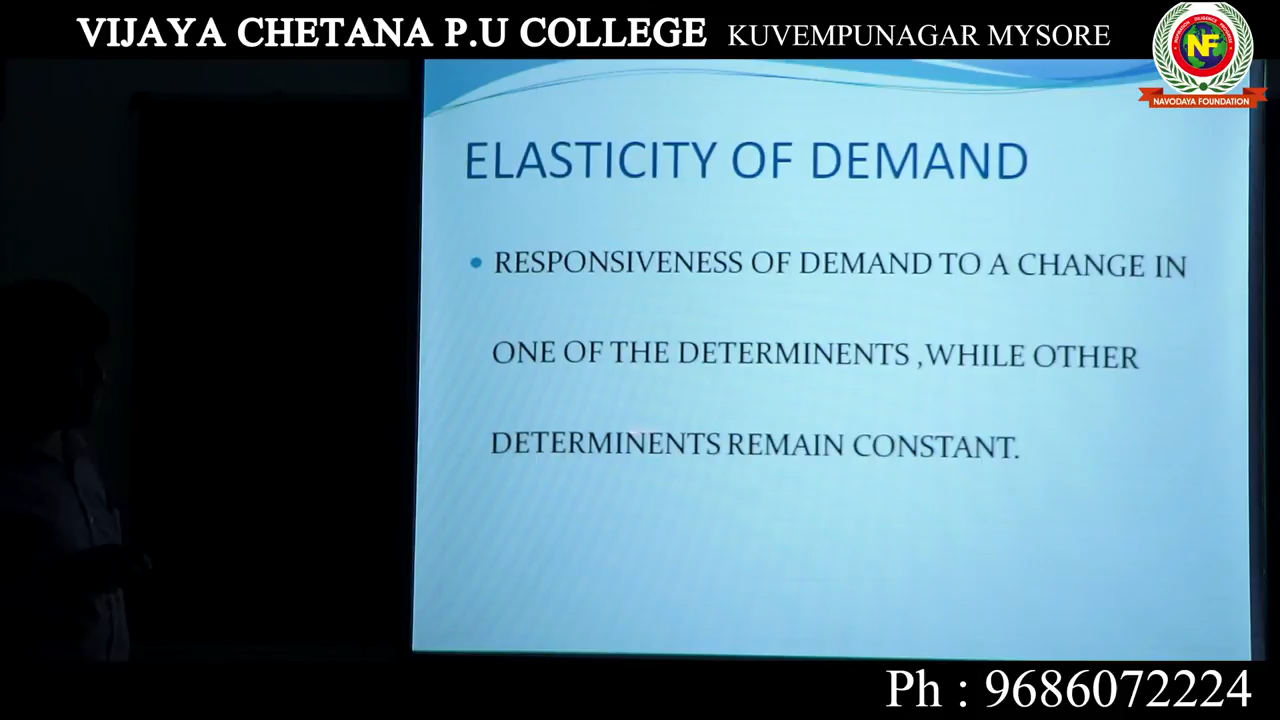 VIJAYA CHETANA P.U COLLEGE KUVEMPUNAGAR MYSORE
NF
NAVODAYA FOUNDATION
ELASTICITY OF DEMAND
• RESPONSIVENESS OF DEMAND TO A CHANGE IN
ONE OF THE DETERMINENTS ,WHILE OTHER
DETERMINENTS REMAIN CONSTANT.
Ph : 9686072224